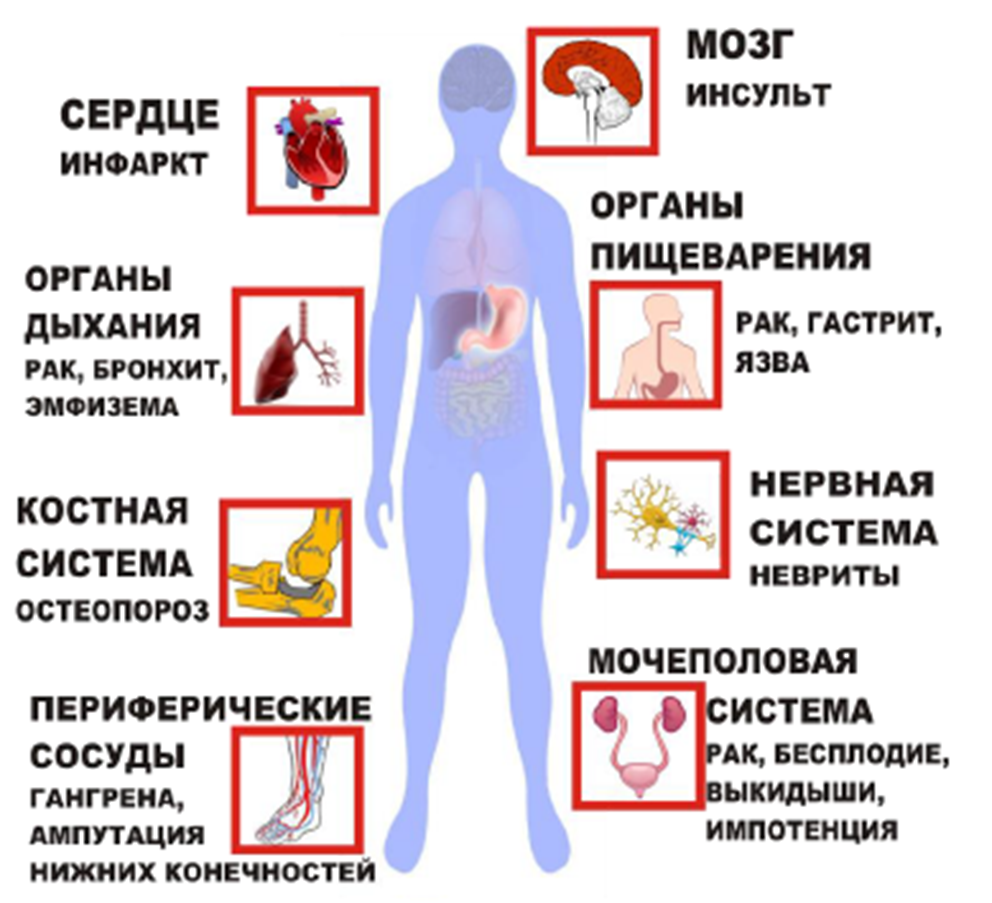 МОЗГ
ИНСУЛЬТ
СЕРДЦЕ
ИНФАРКТ
ОРГАНЫ
ПИЩЕВАРЕНИЯ
РАК, ГАСТРИТ,
ЯЗВА
ОРГАНЫ
ДЫХАНИЯ
РАК, БРОНХИТ,
ЭМФИЗЕМА
НЕРВНАЯ
СИСТЕМА
НЕВРИТЫ
КОСТНАЯ
СИСТЕМА
ОСТЕОПОРОЗ
МОЧЕПОЛОВАЯ
СИСТЕМА
РАК, БЕСПЛОДИЕ,
ВЫКИДЫШИ,
ИМПОТЕНЦИЯ
ПЕРИФЕРИЧЕСКИЕ
СОСУДЫ
ГАНГРЕНА,
АМПУТАЦИЯ
НИЖНИХ КОНЕЧНОСТЕЙ